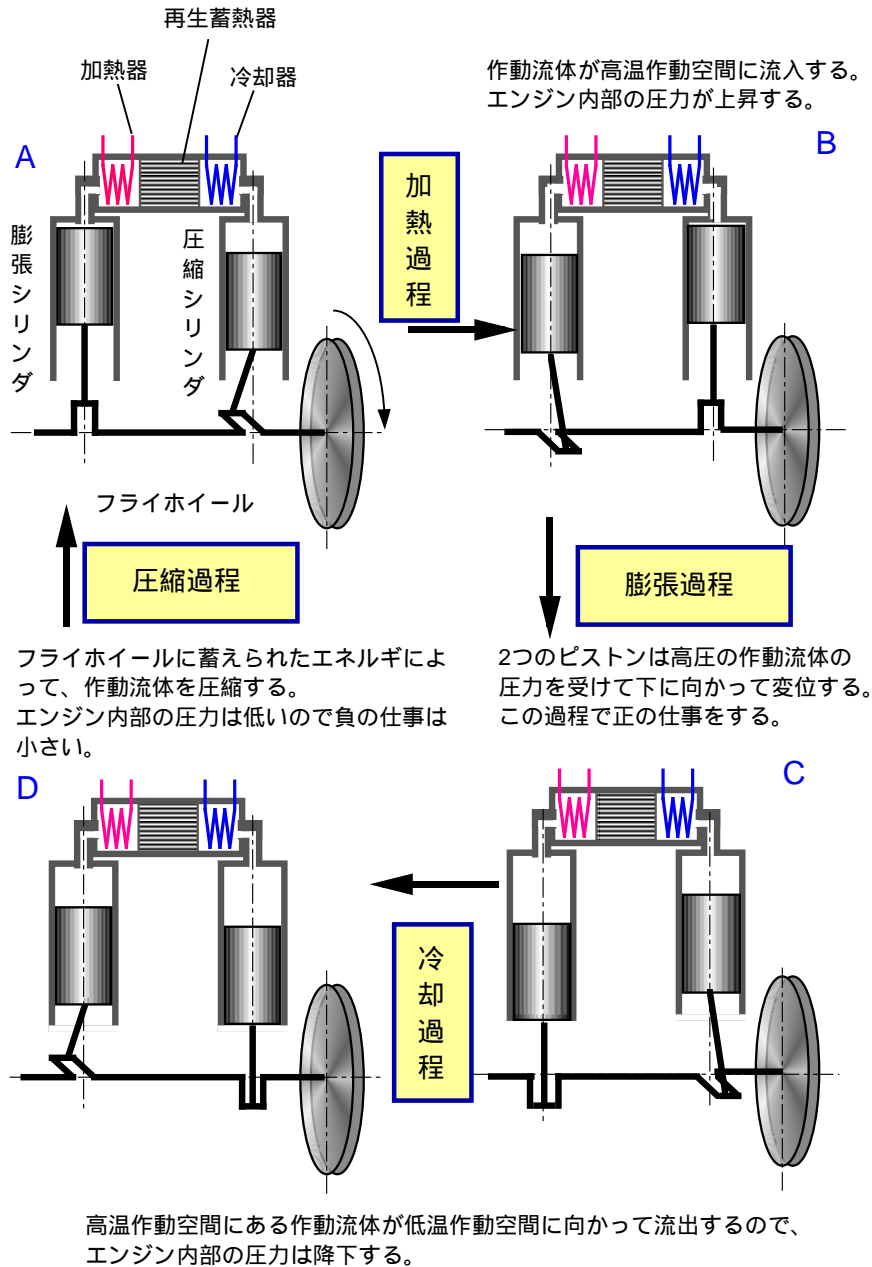 再生蓄熱器
加熱器
冷却器
作動流体が高温作動空間に流入する。
エンジン内部の圧力が上昇する。
A
B
加熱過程
膨張シリンダ
圧縮シリンダ
フライホイール
圧縮過程
膨張過程
フライホイールに蓄えられたエネルギによ
って、作動流体を圧縮する。
エンジン内部の圧力は低いので負の仕事は
小さい。
2つのピストンは高圧の作動流体の
圧力を受けて下に向かって変位する。
この過程で正の仕事をする。
D
C
冷却過程
高温作動空間にある作動流体が低温作動空間に向かって流出するので、
エンジン内部の圧力は降下する。